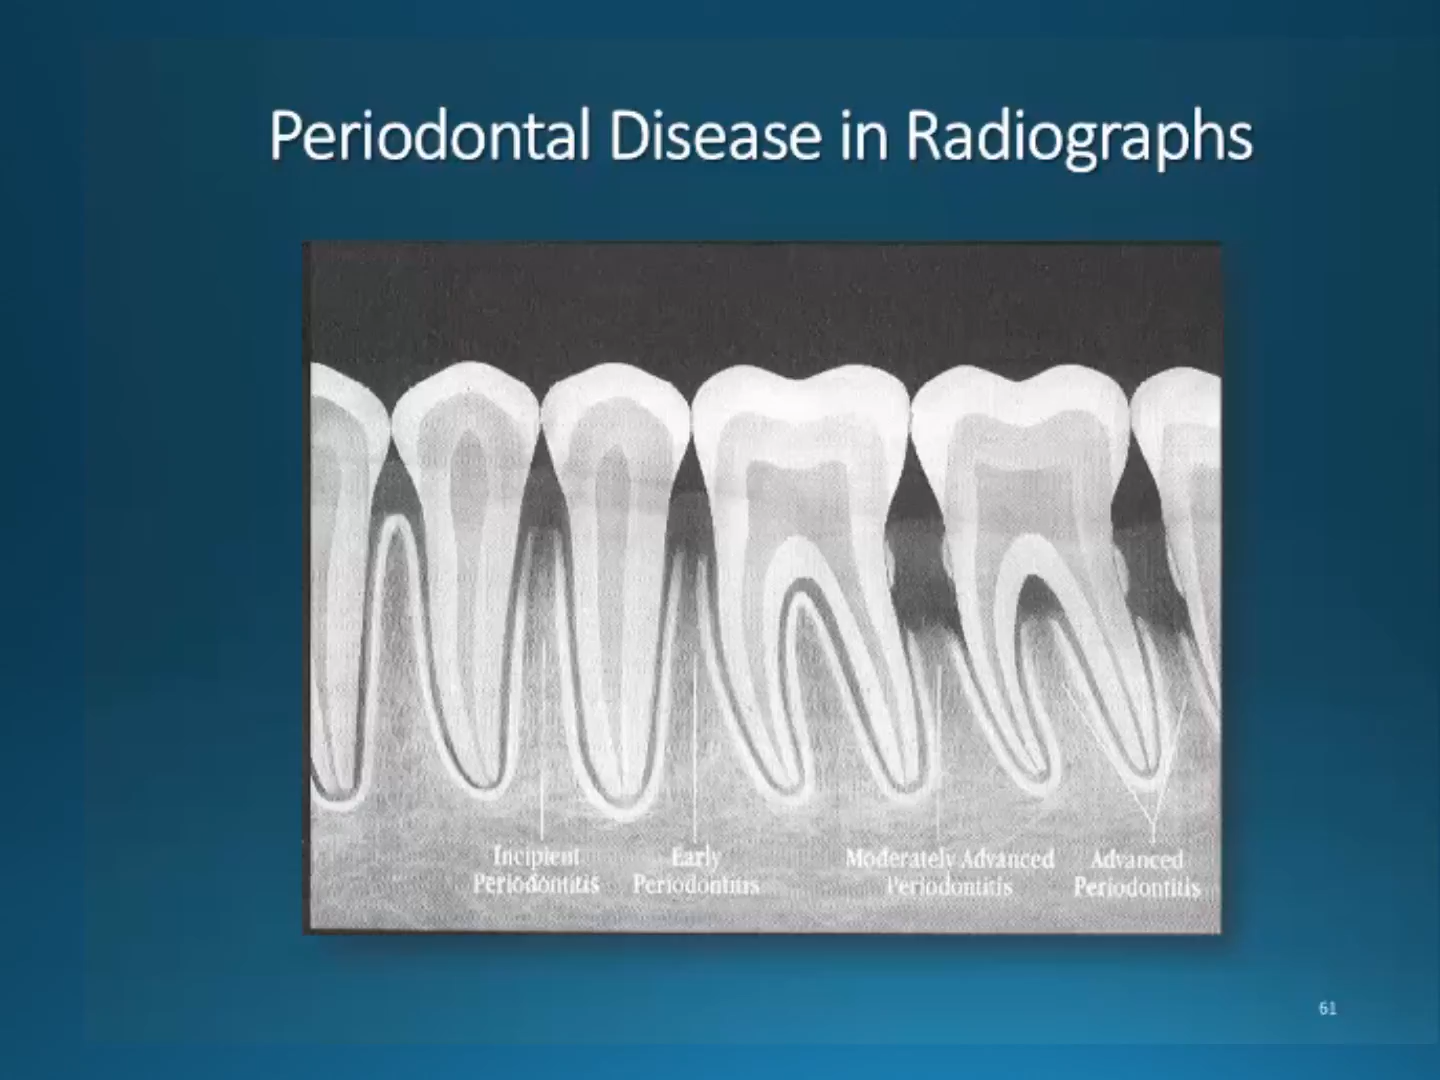 Periodontal Disease in Radiographs
Incipient
Periodontitis
Early
Periodontitis
Moderately Advanced
Periodontitis
Advanced
Periodontitis
61